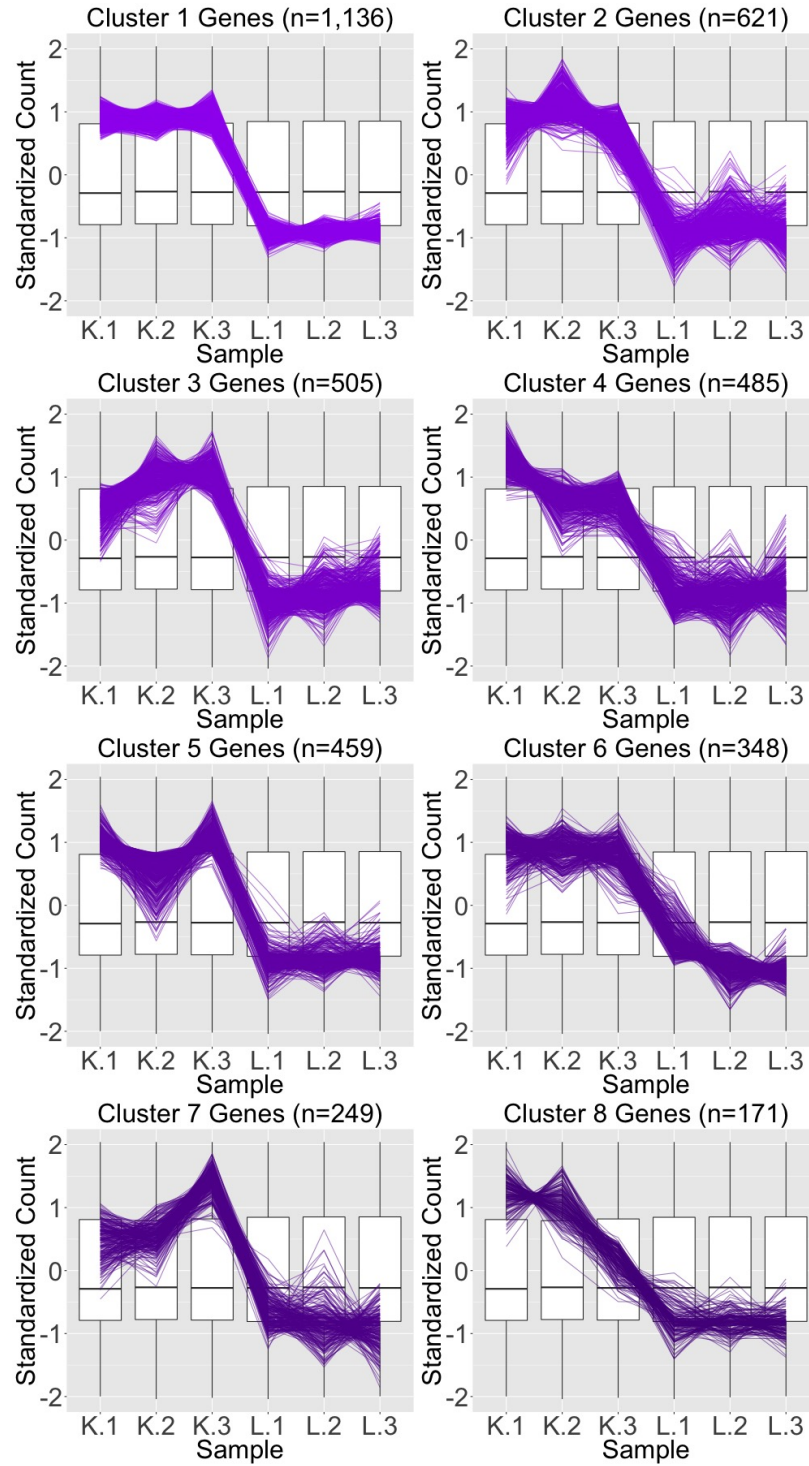 Cluster 1 Genes (n=1,136)
Cluster 2 Genes (n=621)
Standardized Count
2
1
0
-1
-2
K.1 K.2 K.3 L.1 L.2 L.3
Sample
Standardized Count
2
1
0
-1
-2
K.1 K.2 K.3 L.1 L.2 L.3
Sample
Cluster 3 Genes (n=505)
Cluster 4 Genes (n=485)
Standardized Count
2
1
0
-1
-2
K.1 K.2 K.3 L.1 L.2 L.3
Sample
Standardized Count
2
1
0
-1
-2
K.1 K.2 K.3 L.1 L.2 L.3
Sample
Cluster 5 Genes (n=459)
Cluster 6 Genes (n=348)
Standardized Count
2
1
0
-1
-2
K.1 K.2 K.3 L.1 L.2 L.3
Sample
Standardized Count
2
1
0
-1
-2
K.1 K.2 K.3 L.1 L.2 L.3
Sample
Cluster 7 Genes (n=249)
Cluster 8 Genes (n=171)
Standardized Count
2
1
0
-1
-2
K.1 K.2 K.3 L.1 L.2 L.3
Sample
Standardized Count
2
1
0
-1
-2
K.1 K.2 K.3 L.1 L.2 L.3
Sample